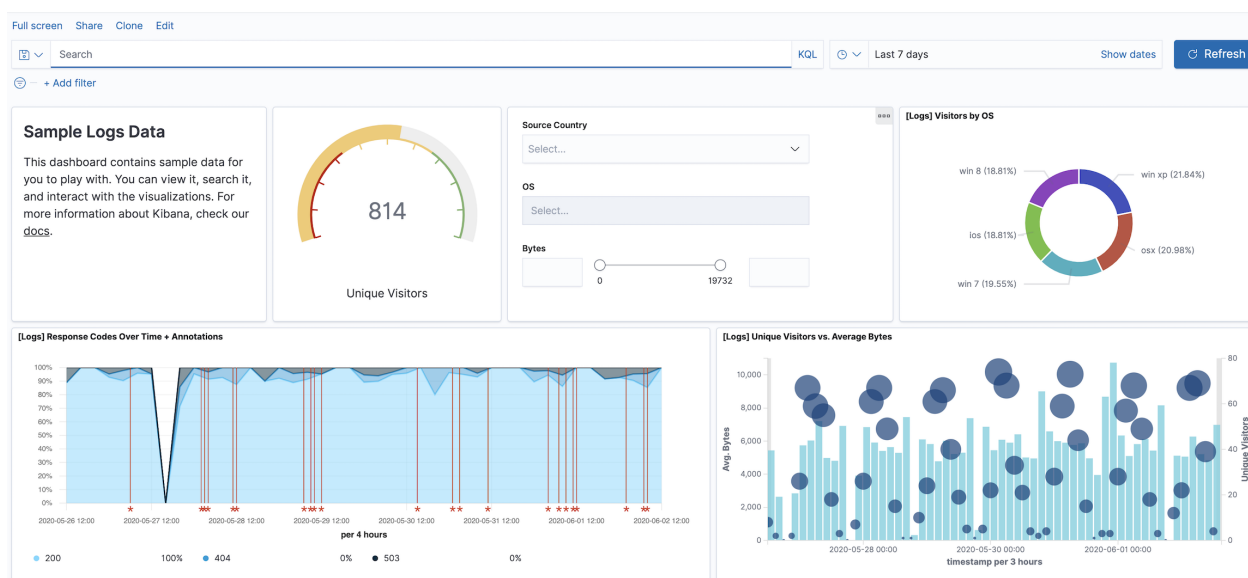 Full screen Share Clone Edit
Search KQL Last 7 days Show dates Refresh
+ Add filter
Sample Logs Data
This dashboard contains sample data for
you to play with. You can view it, search it,
and interact with the visualizations. For
more information about Kibana, check our
docs.
814
Unique Visitors
Source Country
Select...
OS
Select...
Bytes
0 19732
[Logs] Visitors by OS
win 8 (18.81%)
win xp (21.84%)
ios (18.81%)
osx (20.98%)
win 7 (19.55%)
[Logs] Response Codes Over Time + Annotations
100%
90%
80%
70%
60%
50%
40%
30%
20%
10%
0%
2020-05-26 12:00 2020-05-27 12:00 2020-05-28 12:00 2020-05-29 12:00 2020-05-30 12:00 2020-05-31 12:00 2020-06-01 12:00 2020-06-02 12:00
per 4 hours
200 100% 404 0% 503 0%
[Logs] Unique Visitors vs. Average Bytes
Avg. Bytes
10,000
8,000
6,000
4,000
2,000
0
80
60
40
20
0
Unique Visitors
2020-05-28 00:00 2020-05-30 00:00 2020-06-01 00:00
timestamp per 3 hours